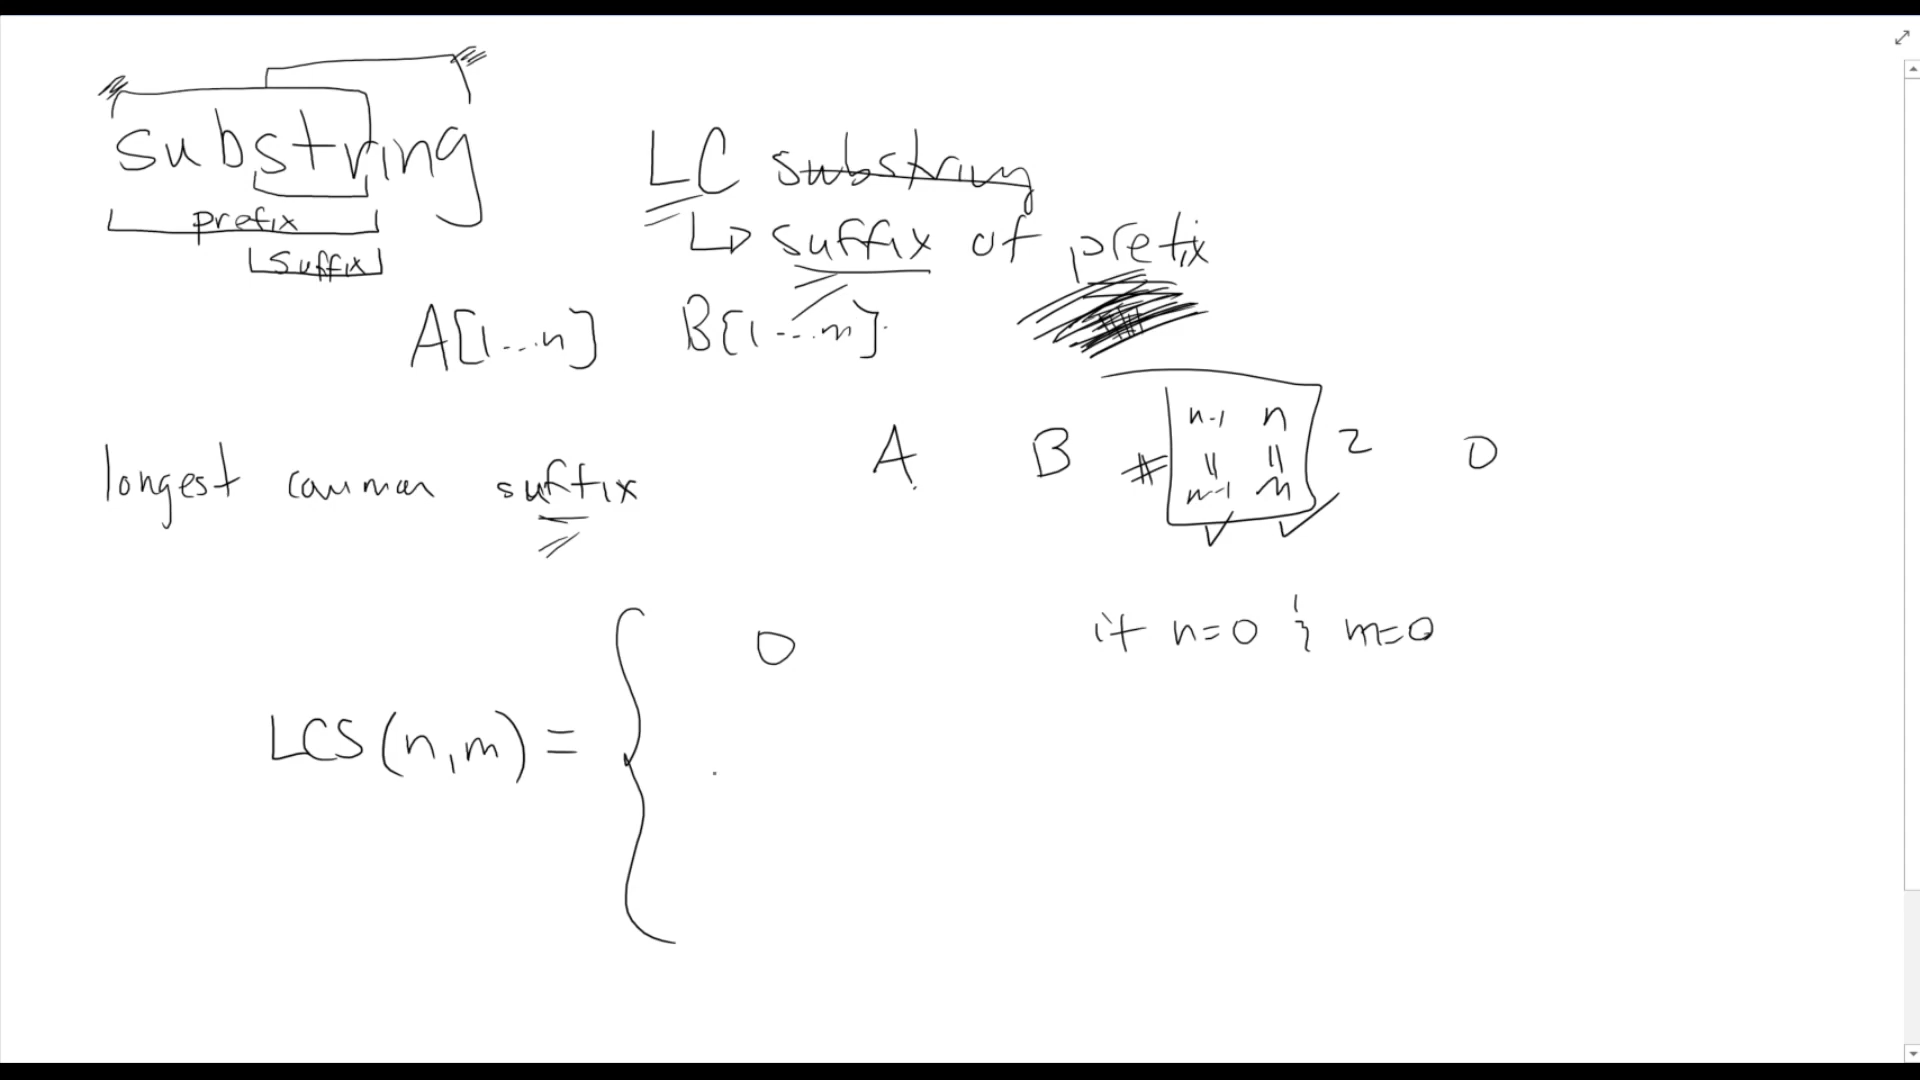 substring
prefix
suffix
LC substring
↳ suffix of prefix
A[1...n] B[1...m]
longest common suffix
A B
n-1 n
≠ = = 2 0
m-1 m
0 if n=0 & m=0
LCS(n,m) =